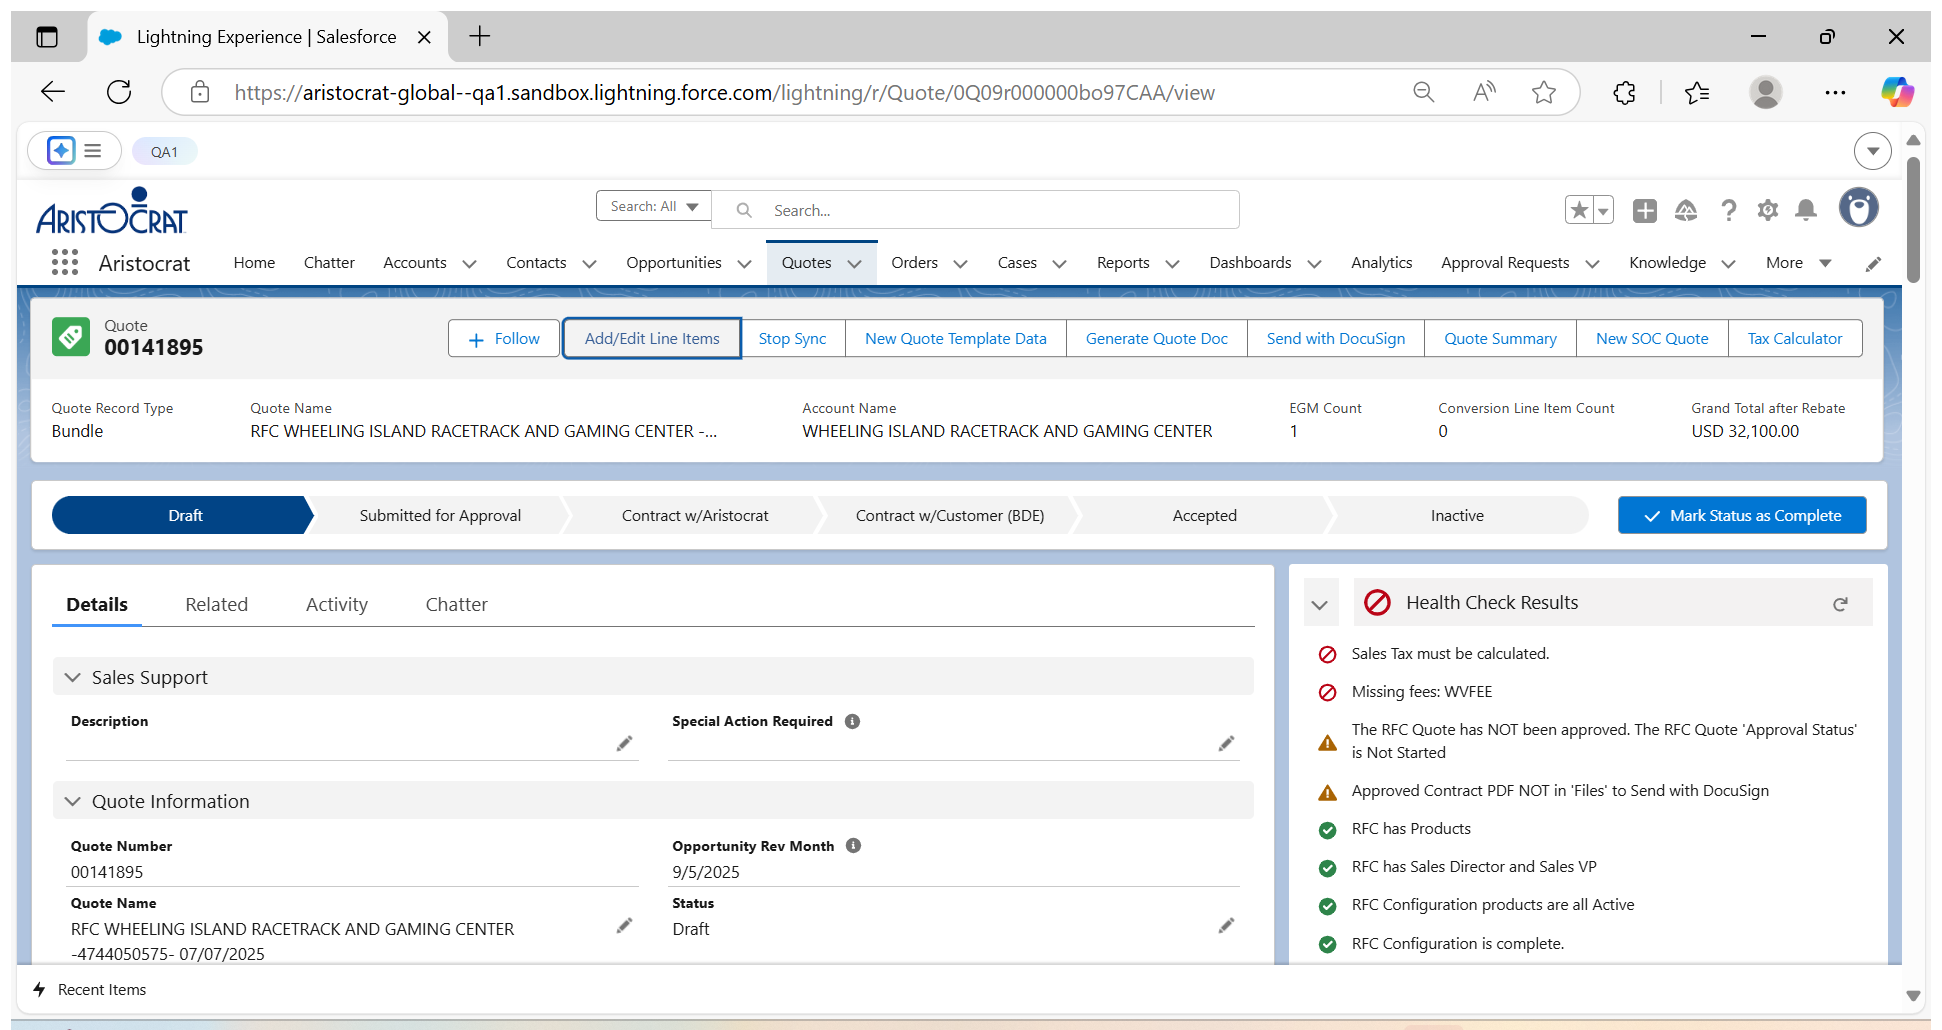 Lightning Experience | Salesforce
https://aristocrat-global--qa1.sandbox.lightning.force.com/lightning/r/Quote/0Q09r000000bo97CAA/view
QA1
ARISTOCRAT
Search: All
Search...
Aristocrat
Home
Chatter
Accounts
Contacts
Opportunities
Quotes
Orders
Cases
Reports
Dashboards
Analytics
Approval Requests
Knowledge
More
Quote
00141895
Follow
Add/Edit Line Items
Stop Sync
New Quote Template Data
Generate Quote Doc
Send with DocuSign
Quote Summary
New SOC Quote
Tax Calculator
Quote Record Type
Bundle
Quote Name
RFC WHEELING ISLAND RACETRACK AND GAMING CENTER -...
Account Name
WHEELING ISLAND RACETRACK AND GAMING CENTER
EGM Count
1
Conversion Line Item Count
0
Grand Total after Rebate
USD 32,100.00
Draft
Submitted for Approval
Contract w/Aristocrat
Contract w/Customer (BDE)
Accepted
Inactive
Mark Status as Complete
Details
Related
Activity
Chatter
Sales Support
Description
Special Action Required
Quote Information
Quote Number
00141895
Opportunity Rev Month
9/5/2025
Quote Name
RFC WHEELING ISLAND RACETRACK AND GAMING CENTER
-4744050575- 07/07/2025
Status
Draft
Health Check Results
Sales Tax must be calculated.
Missing fees: WVFEE
The RFC Quote has NOT been approved. The RFC Quote 'Approval Status'
is Not Started
Approved Contract PDF NOT in 'Files' to Send with DocuSign
RFC has Products
RFC has Sales Director and Sales VP
RFC Configuration products are all Active
RFC Configuration is complete.
Recent Items